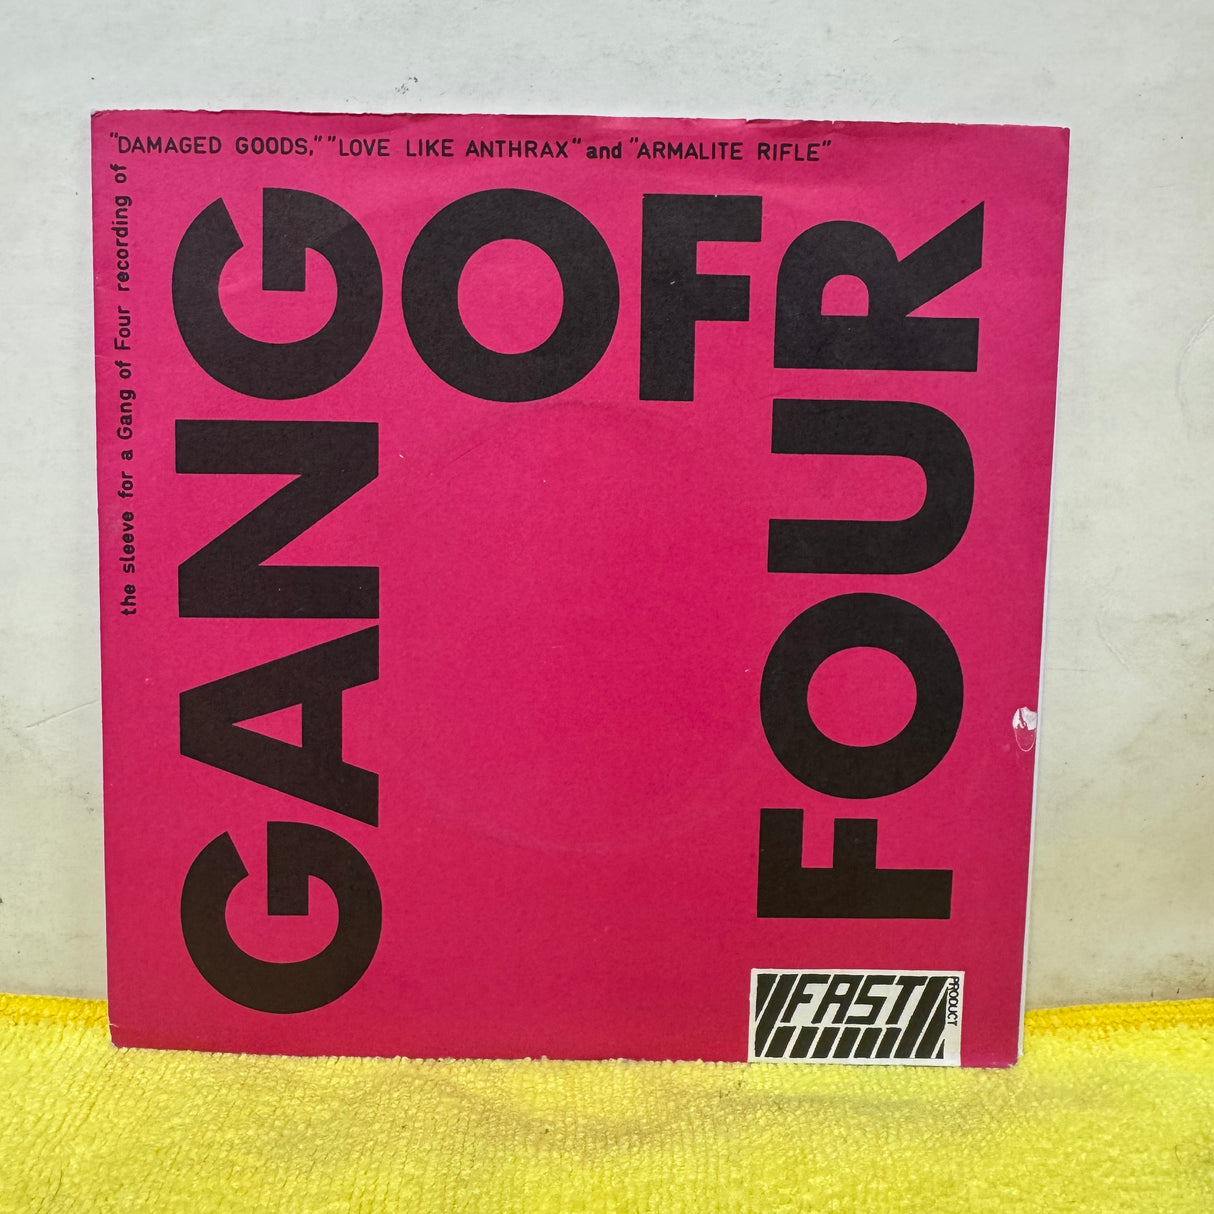 the sleeve for a Gang of Four recording of
"DAMAGED GOODS," "LOVE LIKE ANTHRAX" and "ARMALITE RIFLE"
GANG
OF
FOUR
FAST
PRODUCT